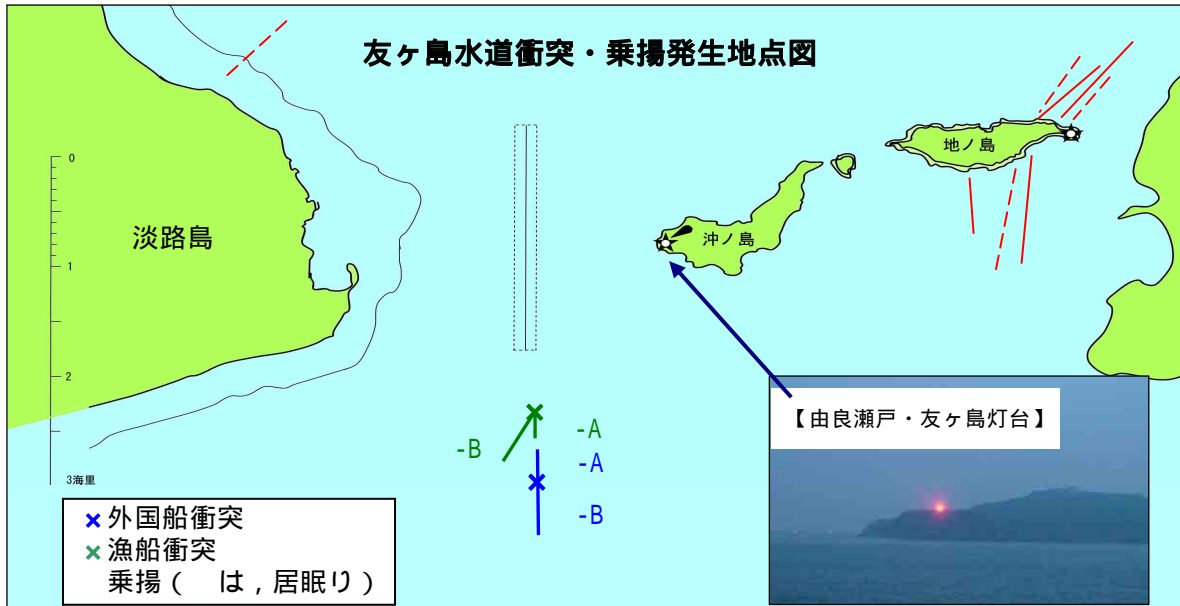 友ヶ島水道衝突・乗揚発生地点図
地ノ島
0
淡路島
沖ノ島
1
2
【由良瀬戸・友ヶ島灯台】
-A
-B
-A
3海里
-B
×外国船衝突
×漁船衝突
乗揚(　は，居眠り)